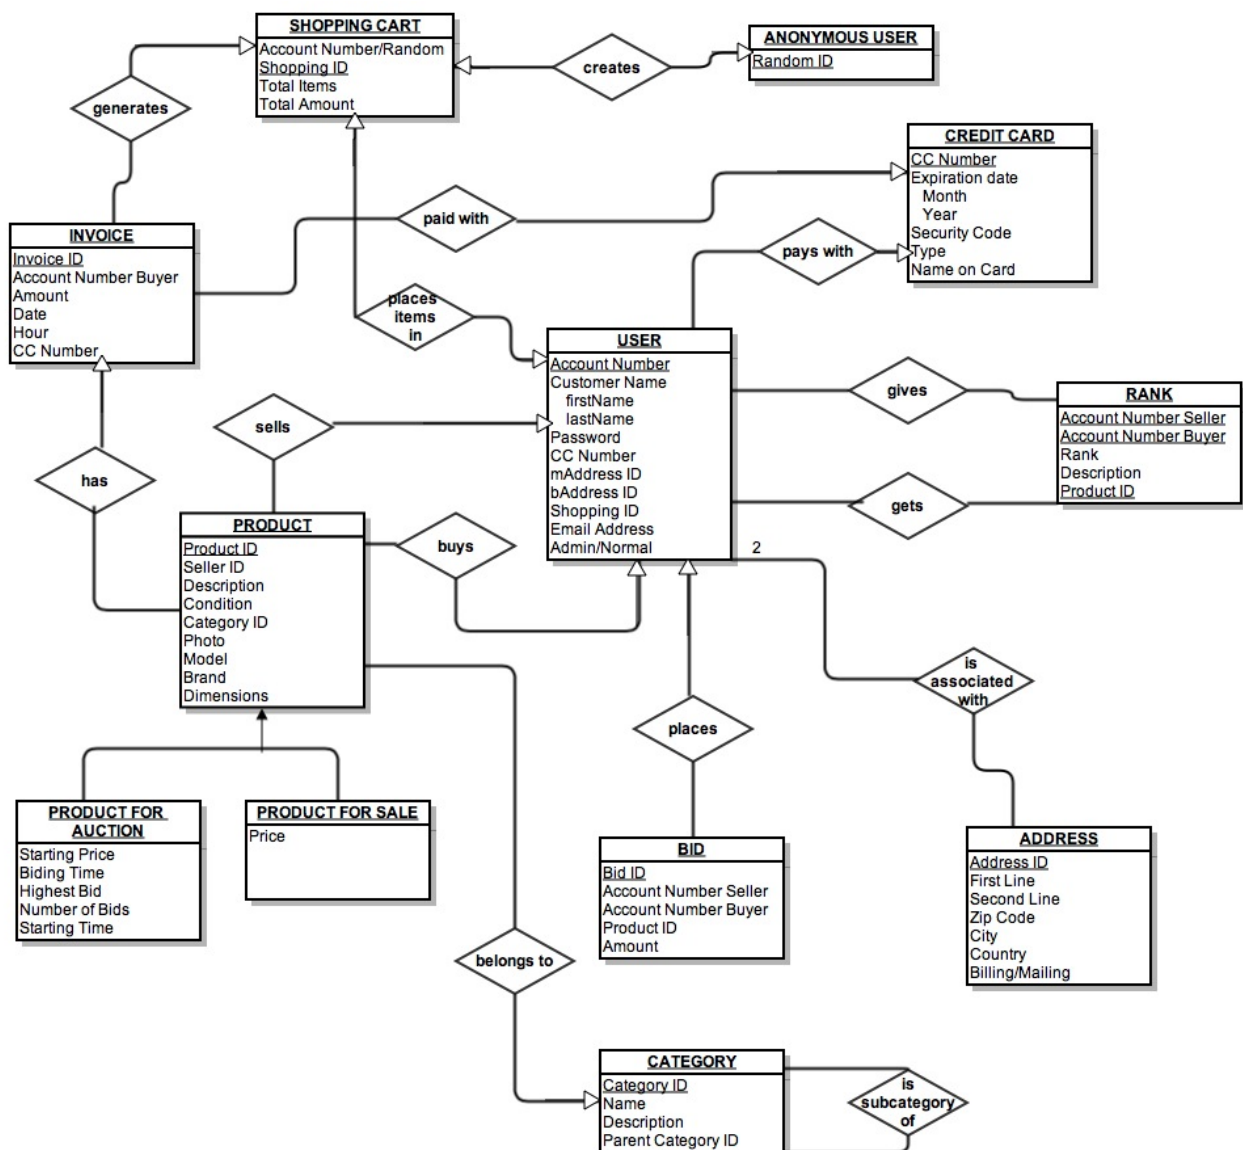 SHOPPING CART
Account Number/Random
Shopping ID
Total Items
Total Amount
creates
ANONYMOUS USER
Random ID
generates
CREDIT CARD
CC Number
Expiration date
Month
Year
Security Code
Type
Name on Card
paid with
pays with
INVOICE
Invoice ID
Account Number Buyer
Amount
Date
Hour
CC Number
places
items
in
USER
Account Number
Customer Name
firstName
lastName
Password
CC Number
mAddress ID
bAddress ID
Shopping ID
Email Address
Admin/Normal
gives
RANK
Account Number Seller
Account Number Buyer
Rank
Description
Product ID
gets
sells
has
PRODUCT
Product ID
Seller ID
Description
Condition
Category ID
Photo
Model
Brand
Dimensions
buys
2
is
associated
with
places
PRODUCT FOR
AUCTION
Starting Price
Biding Time
Highest Bid
Number of Bids
Starting Time
PRODUCT FOR SALE
Price
BID
Bid ID
Account Number Seller
Account Number Buyer
Product ID
Amount
ADDRESS
Address ID
First Line
Second Line
Zip Code
City
Country
Billing/Mailing
belongs to
CATEGORY
Category ID
Name
Description
Parent Category ID
is
subcategory
of